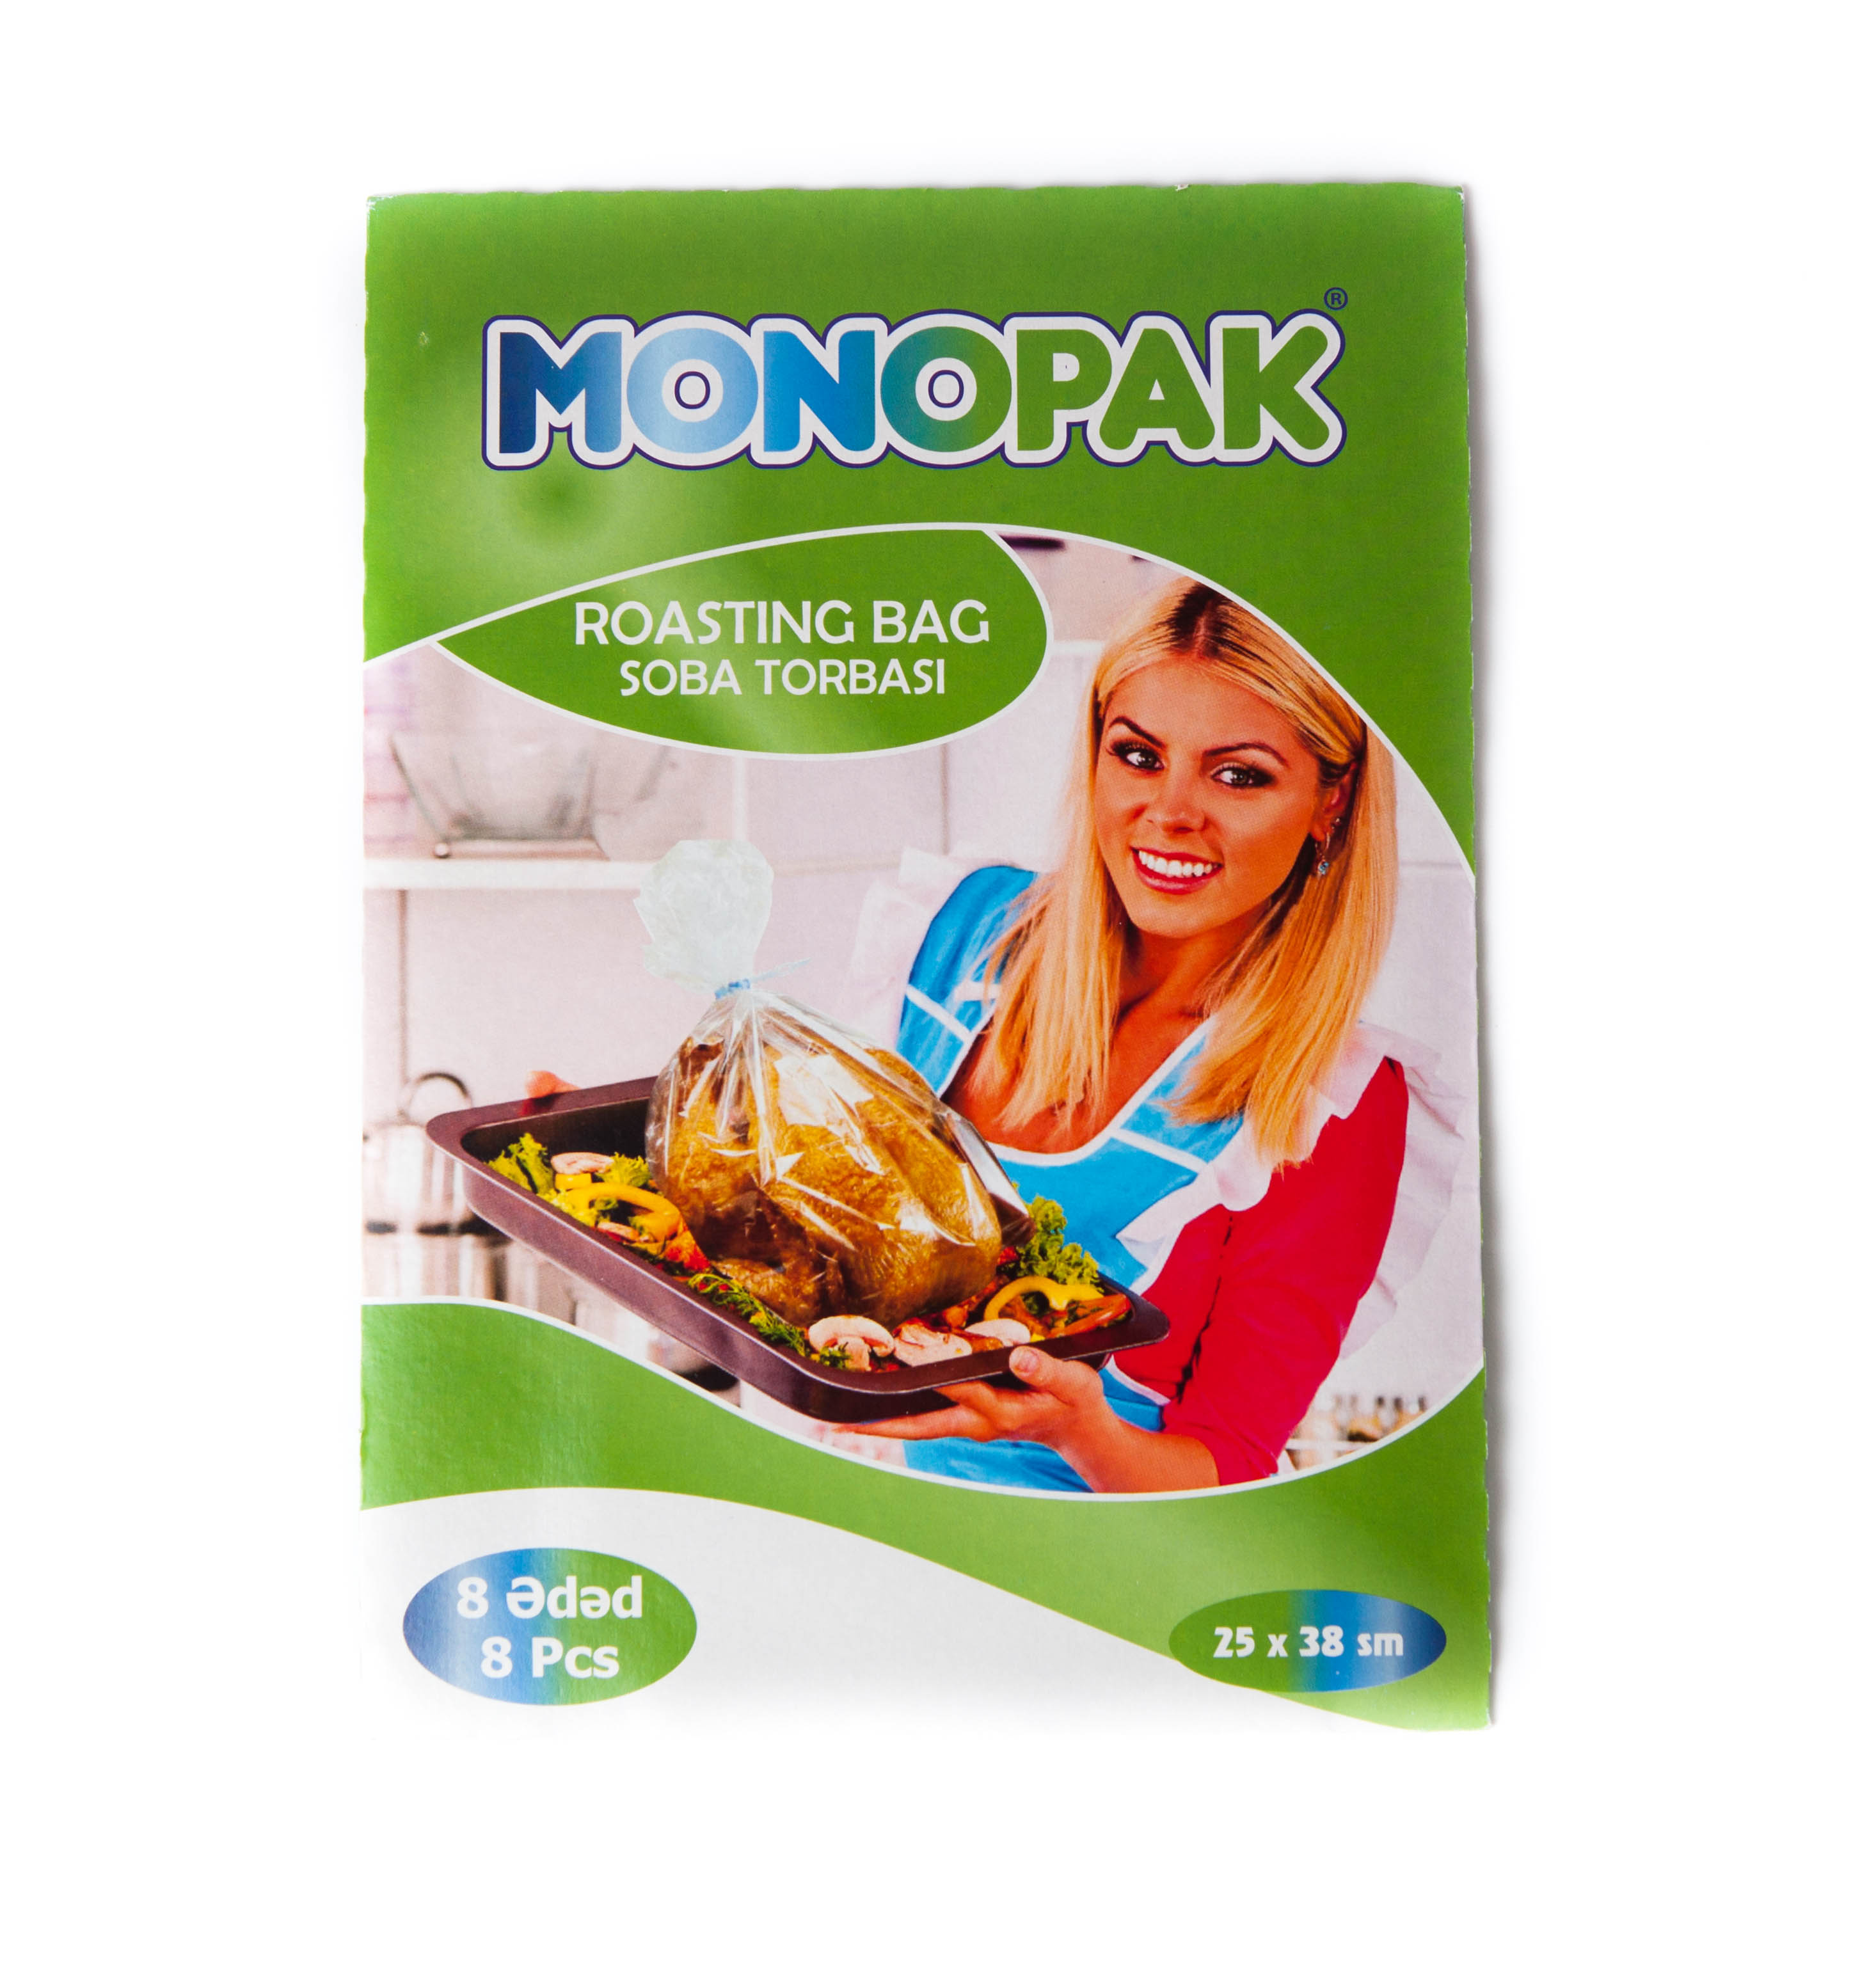 MONOPAK®
ROASTING BAG
SOBA TORBASI
8 Ədəd
8 Pcs
25 x 38 sm